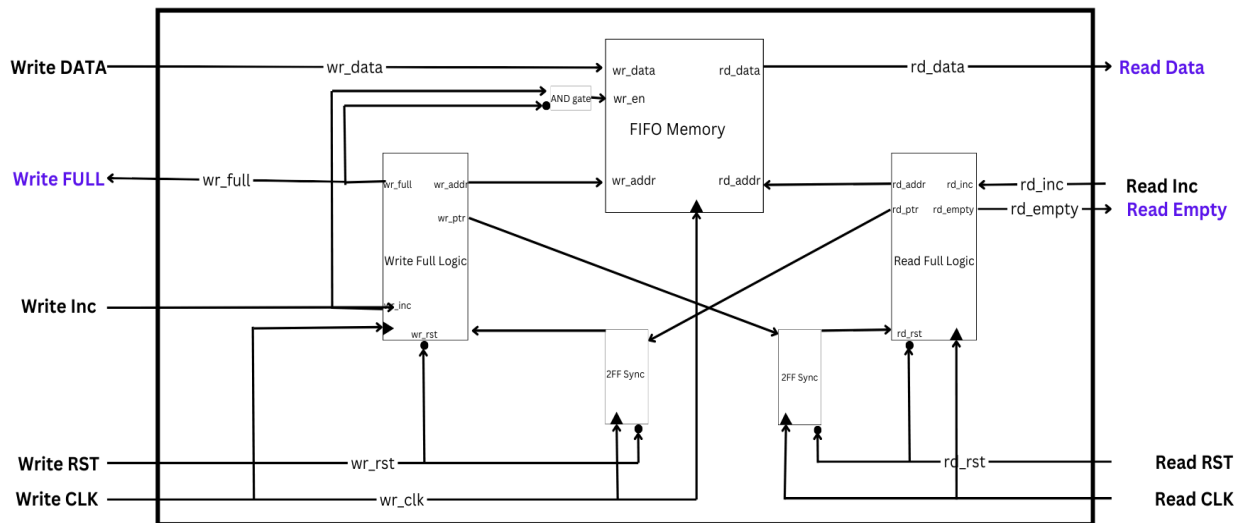 Write DATA
wr_data
wr_data
rd_data
rd_data
Read Data
AND gate
wr_en
FIFO Memory
Write FULL
wr_full
wr_full
wr_addr
wr_addr
rd_addr
rd_addr
rd_inc
rd_inc
Read Inc
wr_ptr
rd_ptr
rd_empty
rd_empty
Read Empty
Write Full Logic
Read Full Logic
Write Inc
wr_inc
wr_rst
rd_rst
2FF Sync
2FF Sync
Write RST
wr_rst
rd_rst
Read RST
Write CLK
wr_clk
Read CLK